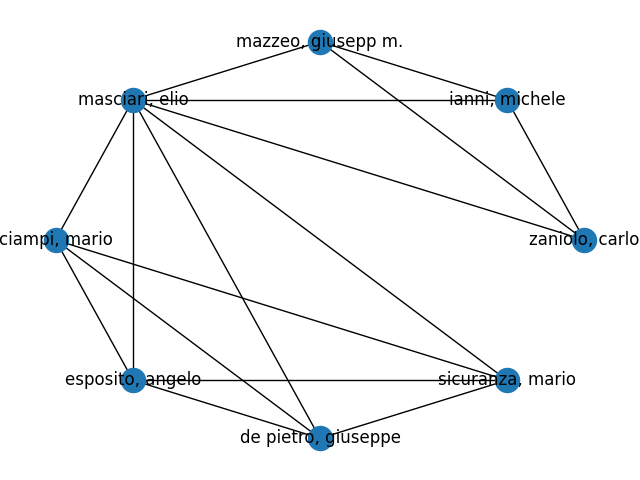 mazzeo, giusepp m.
masciari, elio
ianni, michele
ciampi, mario
zaniolo, carlo
esposito, angelo
sicuranza, mario
de pietro, giuseppe